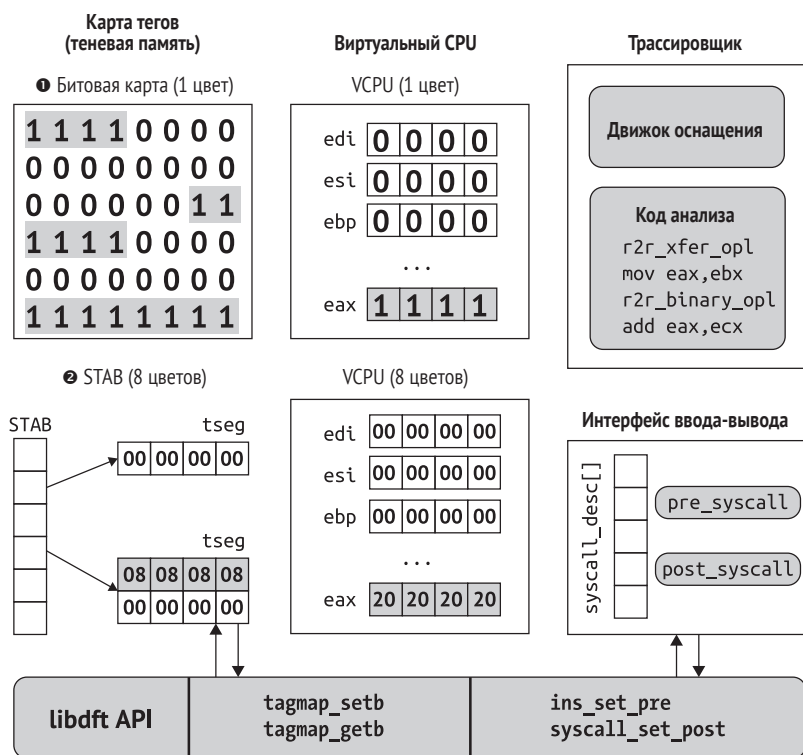 Карта тегов
(теневая память)
❶ Битовая карта (1 цвет)
1 1 1 1 0 0 0 0
0 0 0 0 0 0 0 0
0 0 0 0 0 0 1 1
1 1 1 1 0 0 0 0
0 0 0 0 0 0 0 0
1 1 1 1 1 1 1 1
Виртуальный CPU
VCPU (1 цвет)
edi 0 0 0 0
esi 0 0 0 0
ebp 0 0 0 0
...
eax 1 1 1 1
Трассировщик
Движок оснащения
Код анализа
r2r_xfer_opl
mov eax,ebx
r2r_binary_opl
add eax,ecx
❷ STAB (8 цветов)
STAB
tseg
00 00 00 00
tseg
08 08 08 08
00 00 00 00
VCPU (8 цветов)
edi 00 00 00 00
esi 00 00 00 00
ebp 00 00 00 00
...
eax 20 20 20 20
Интерфейс ввода-вывода
syscall_desc[]
pre_syscall
post_syscall
libdft API
tagmap_setb
tagmap_getb
ins_set_pre
syscall_set_post